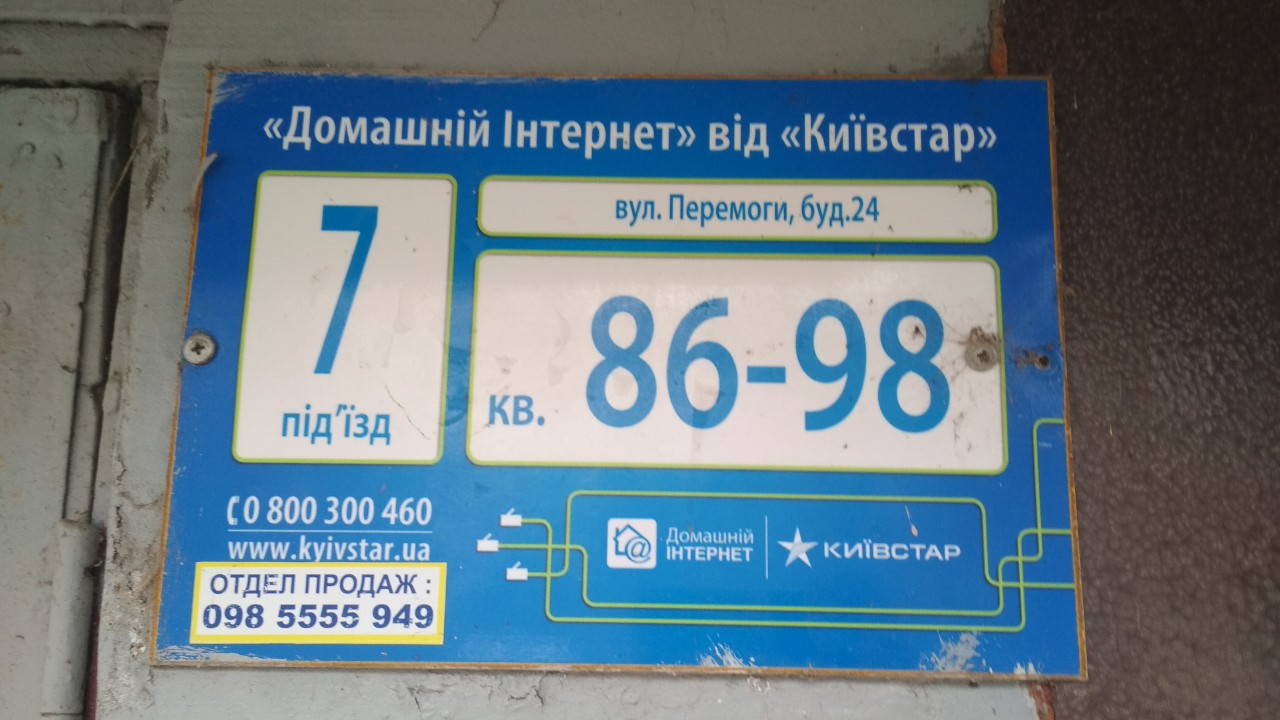 «Домашній Інтернет» від «Київстар»
7
під'їзд
вул. Перемоги, буд.24
кв. 86-98
0 800 300 460
www.kyivstar.ua
ОТДЕЛ ПРОДАЖ :
098 5555 949
Домашній
ІНТЕРНЕТ
КИЇВСТАР